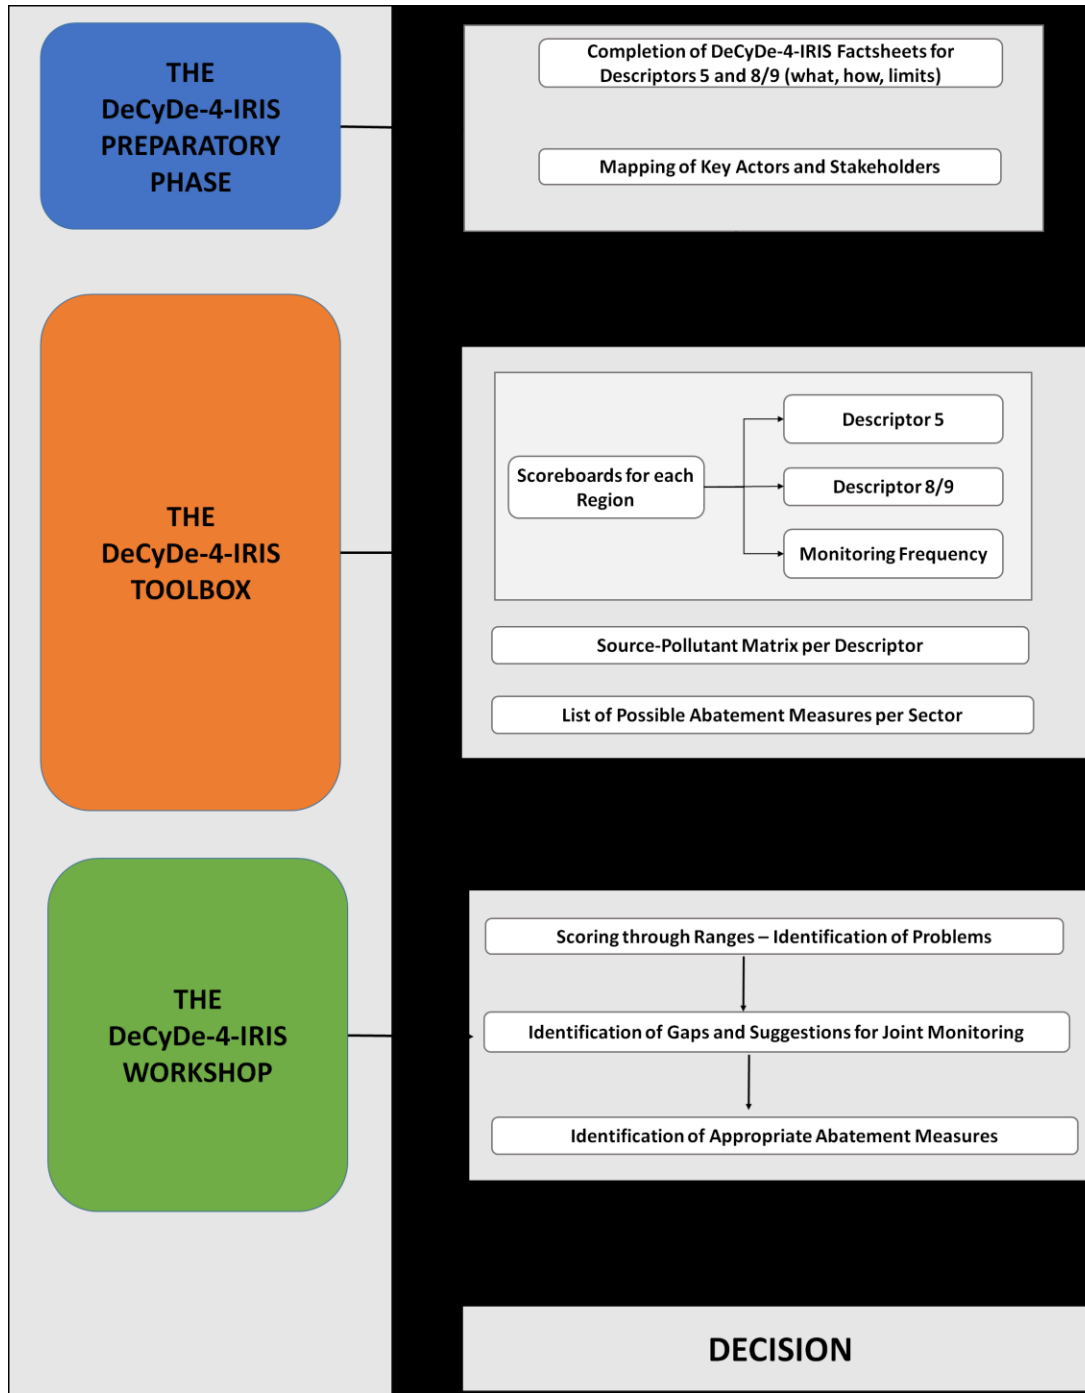 THE
DeCyDe-4-IRIS
PREPARATORY
PHASE
Completion of DeCyDe-4-IRIS Factsheets for
Descriptors 5 and 8/9 (what, how, limits)
Mapping of Key Actors and Stakeholders
THE
DeCyDe-4-IRIS
TOOLBOX
Scoreboards for each
Region
Descriptor 5
Descriptor 8/9
Monitoring Frequency
Source-Pollutant Matrix per Descriptor
List of Possible Abatement Measures per Sector
THE
DeCyDe-4-IRIS
WORKSHOP
Scoring through Ranges – Identification of Problems
Identification of Gaps and Suggestions for Joint Monitoring
Identification of Appropriate Abatement Measures
DECISION